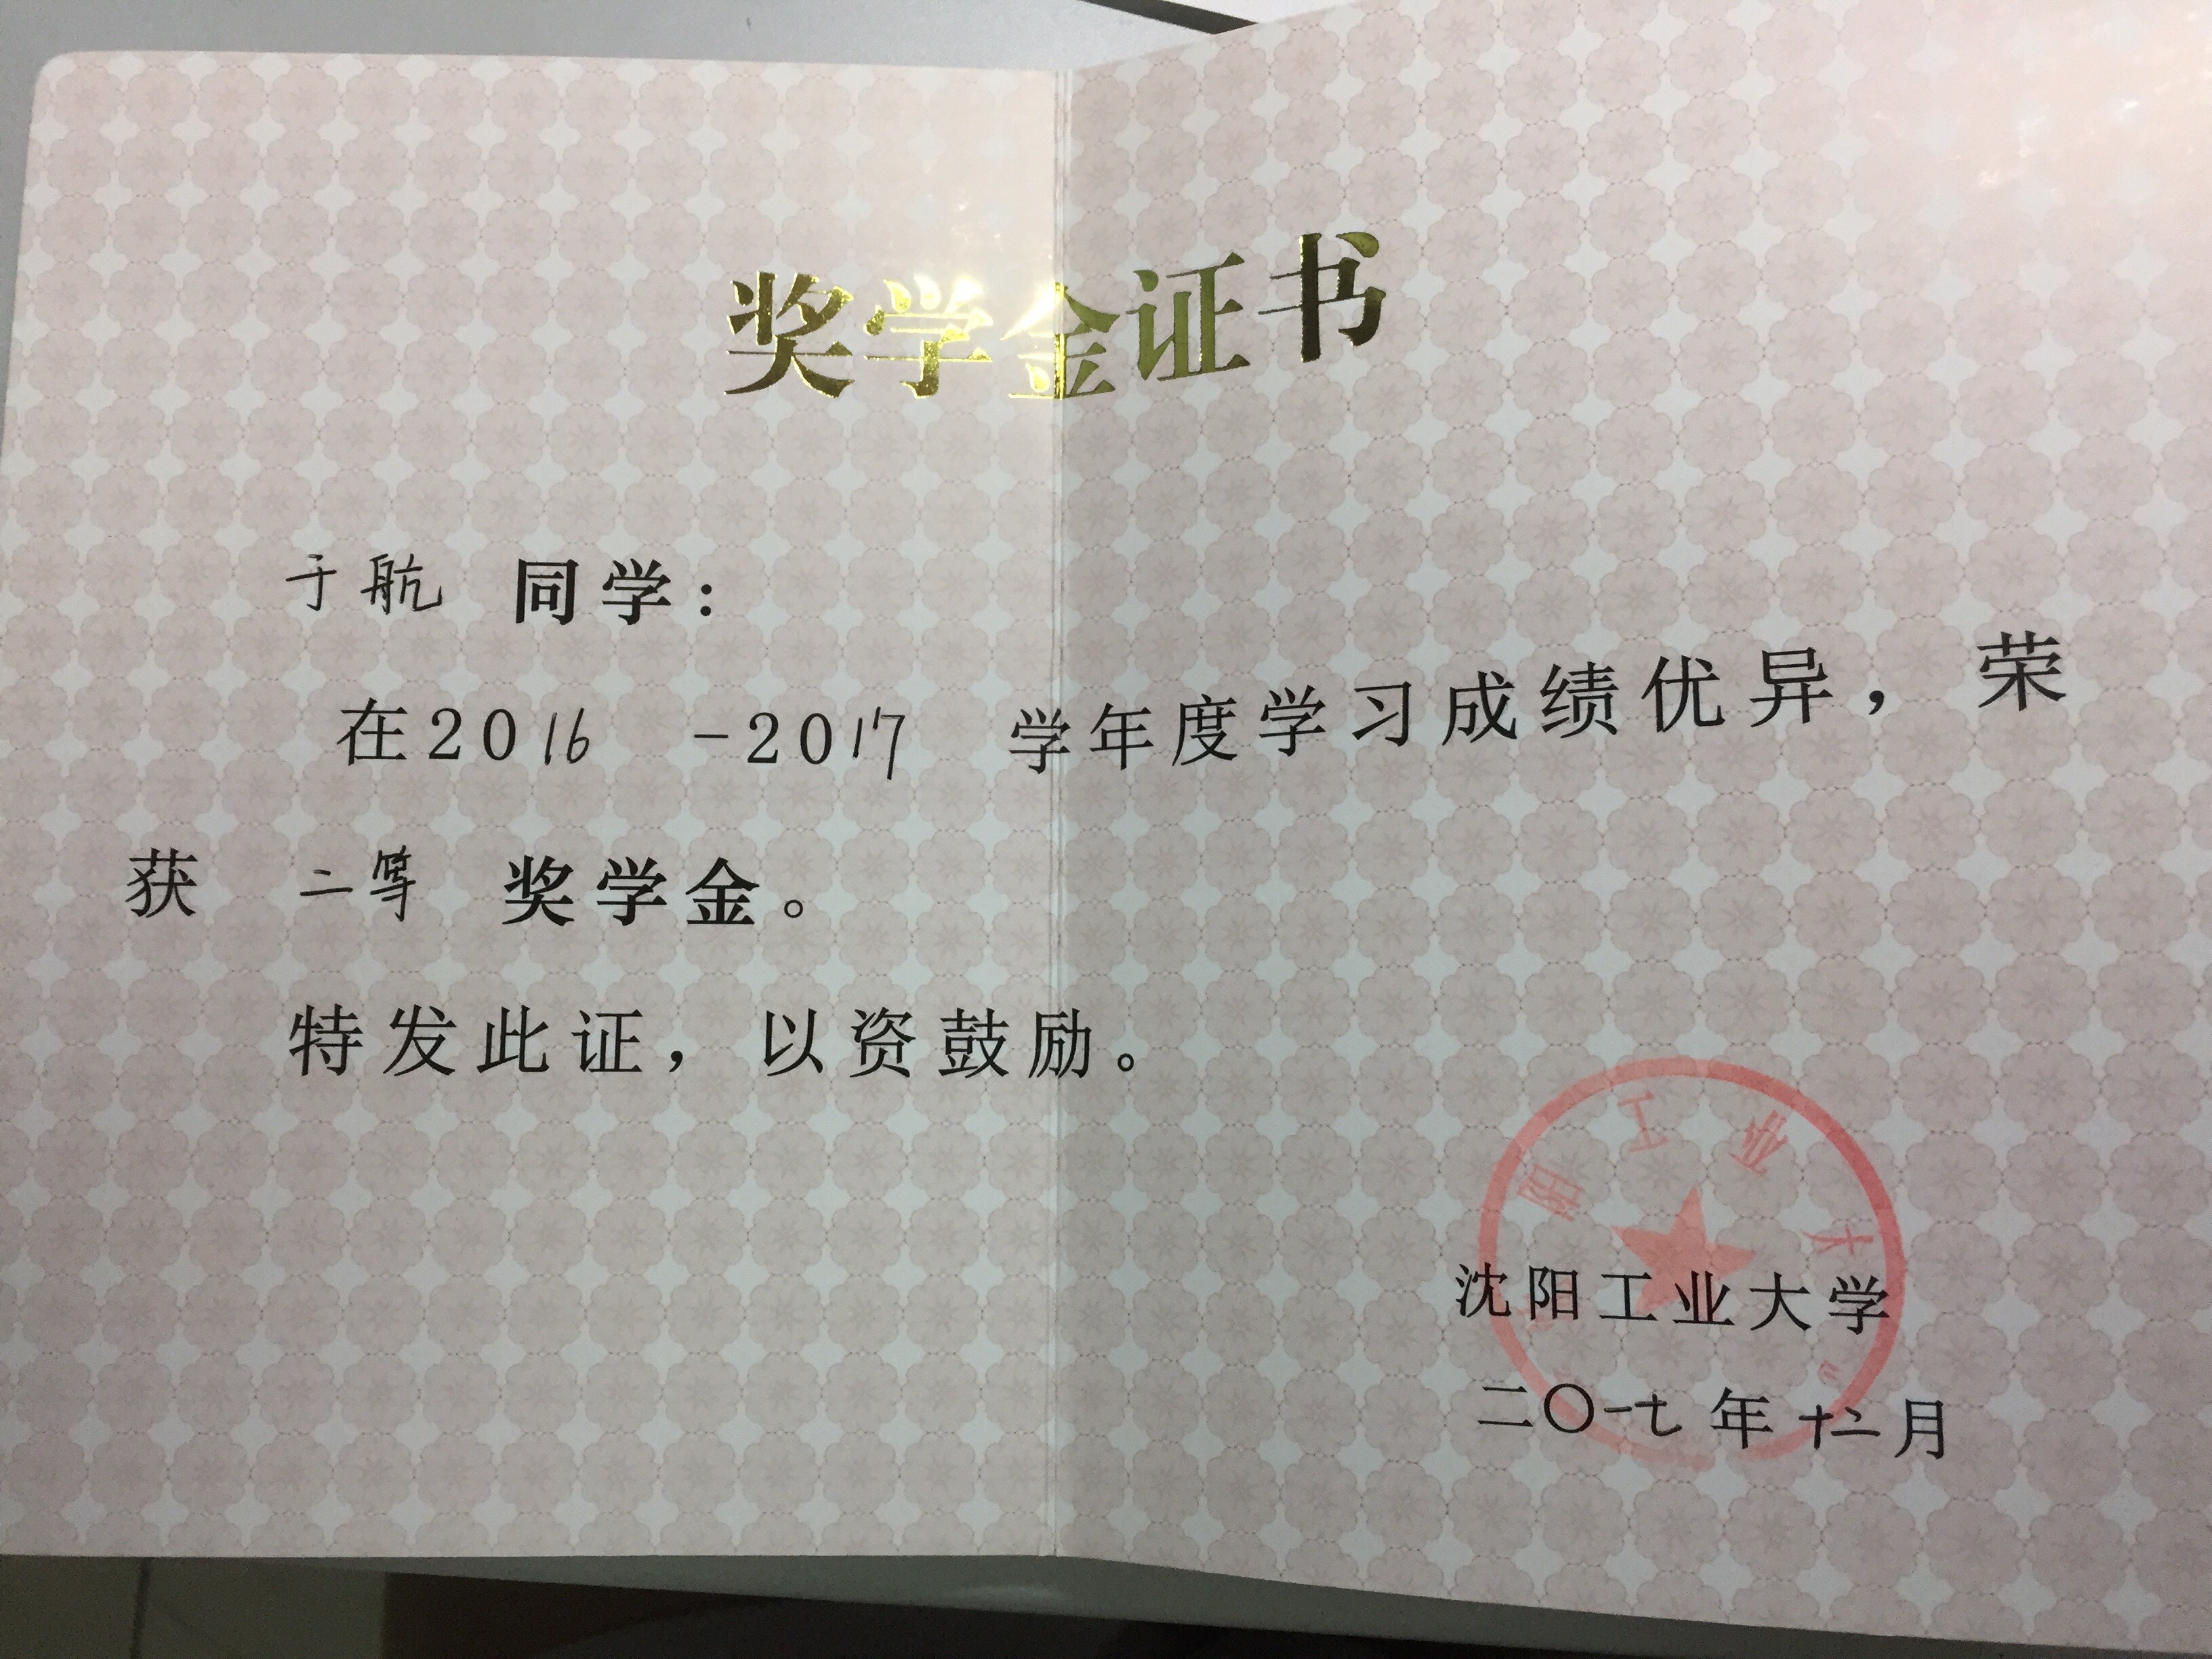 奖学金证书
于航 同学：
在2016 -2017 学年度学习成绩优异，荣
获 二等 奖学金。
特发此证，以资鼓励。
阳工业大
沈阳工业大学
二〇一七年十二月